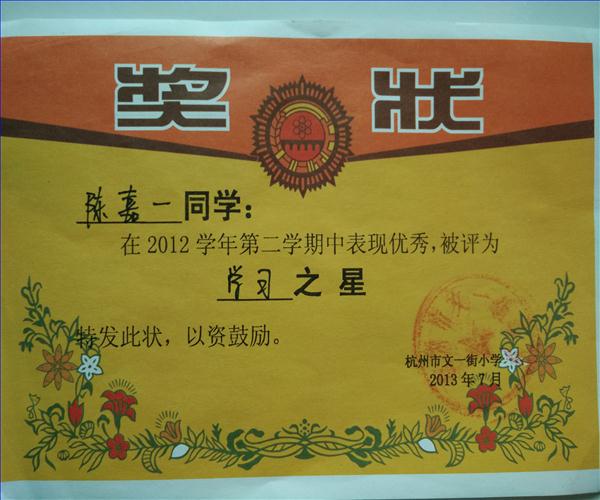 奖状
陈嘉一同学：
在2012学年第二学期中表现优秀，被评为
学习之星
特发此状，以资鼓励。
杭州市文一街小学
2013年7月